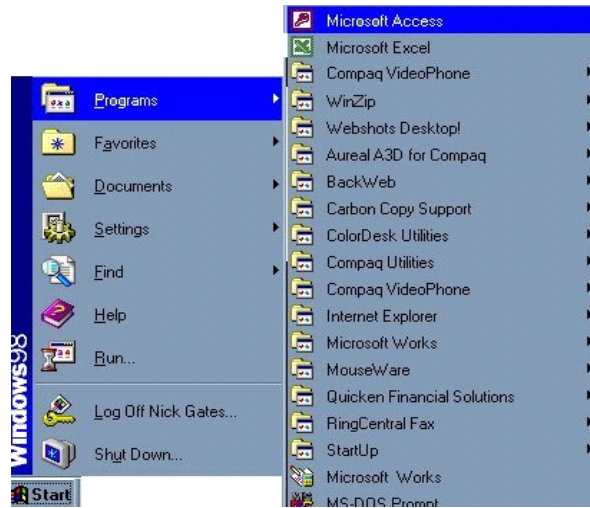 Programs
Favorites
Documents
Settings
Find
Help
Run...
Log Off Nick Gates...
Shut Down...
Windows98
Start
Microsoft Access
Microsoft Excel
Compaq VideoPhone
WinZip
Webshots Desktop!
Aureal A3D for Compaq
BackWeb
Carbon Copy Support
ColorDesk Utilities
Compaq Utilities
Compaq VideoPhone
Internet Explorer
Microsoft Works
MouseWare
Quicken Financial Solutions
RingCentral Fax
StartUp
Microsoft Works
MS-DOS Prompt